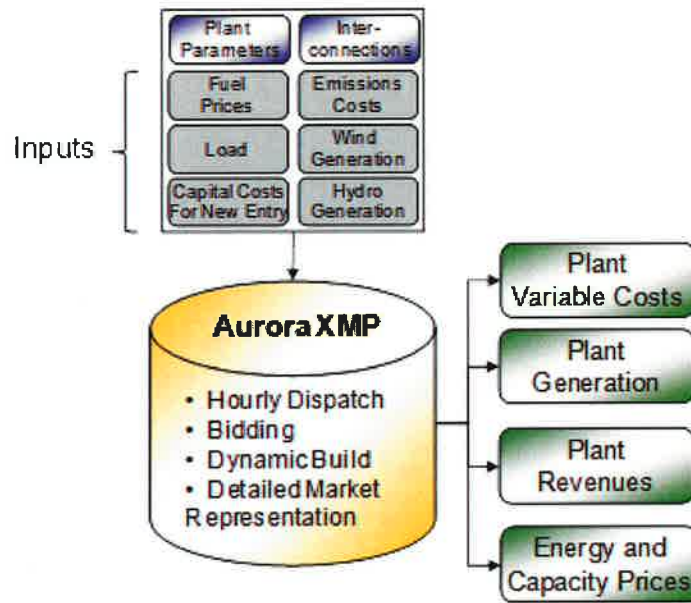 Plant
Parameters
Inter-
connections
Inputs
Fuel
Prices
Emissions
Costs
Load
Wind
Generation
Capital Costs
For New Entry
Hydro
Generation
Aurora XMP
• Hourly Dispatch
• Bidding
• Dynamic Build
• Detailed Market
Representation
Plant
Variable Costs
Plant
Generation
Plant
Revenues
Energy and
Capacity Prices